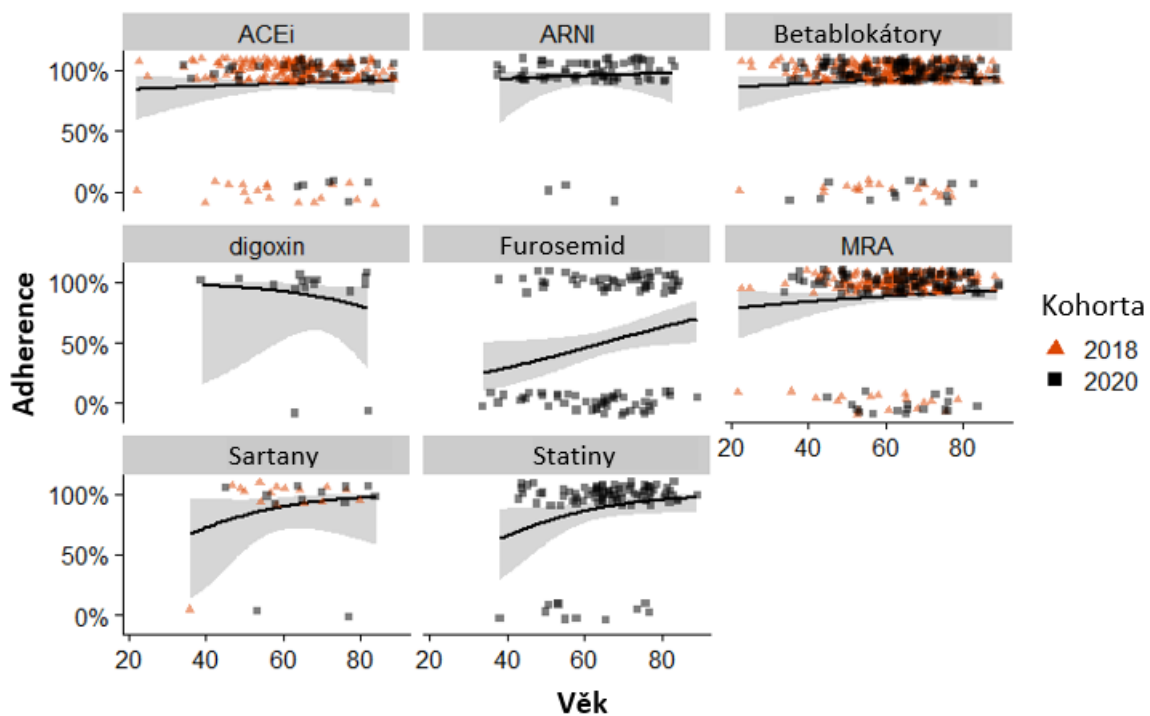 ACEi
ARNI
Betablokátory
100%
50%
0%
digoxin
Furosemid
MRA
100%
50%
0%
20 40 60 80
Sartany
Statiny
100%
50%
0%
20 40 60 80
20 40 60 80
Adherence
Věk
Kohorta
2018
2020